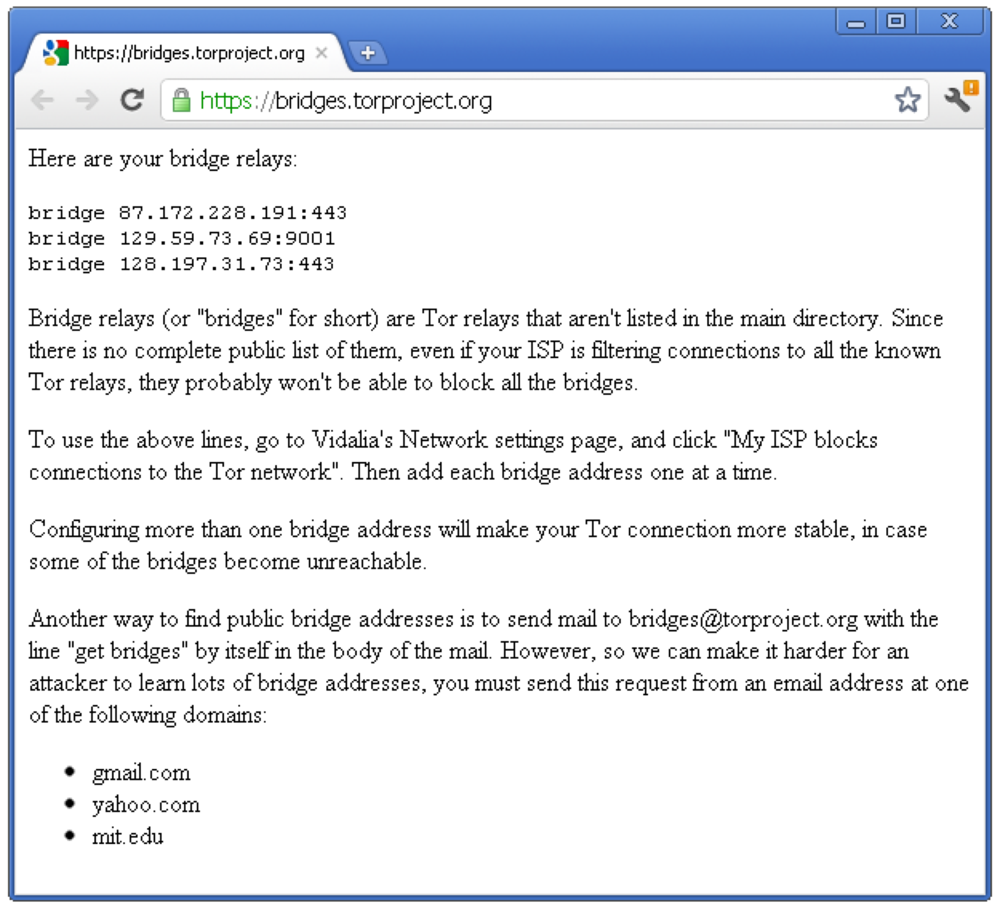 https://bridges.torproject.org
https://bridges.torproject.org
Here are your bridge relays:
bridge 87.172.228.191:443
bridge 129.59.73.69:9001
bridge 128.197.31.73:443
Bridge relays (or "bridges" for short) are Tor relays that aren't listed in the main directory. Since
there is no complete public list of them, even if your ISP is filtering connections to all the known
Tor relays, they probably won't be able to block all the bridges.
To use the above lines, go to Vidalia's Network settings page, and click "My ISP blocks
connections to the Tor network". Then add each bridge address one at a time.
Configuring more than one bridge address will make your Tor connection more stable, in case
some of the bridges become unreachable.
Another way to find public bridge addresses is to send mail to bridges@torproject.org with the
line "get bridges" by itself in the body of the mail. However, so we can make it harder for an
attacker to learn lots of bridge addresses, you must send this request from an email address at one
of the following domains:
• gmail.com
• yahoo.com
• mit.edu